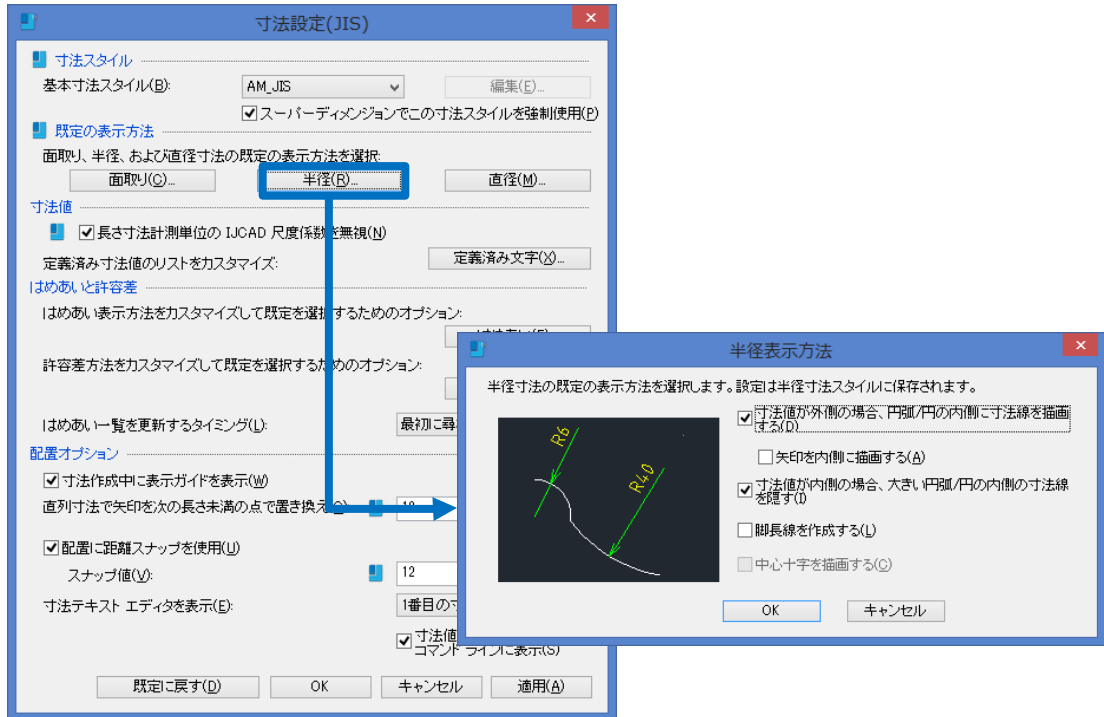 寸法設定(JIS)
寸法スタイル
基本寸法スタイル(B):
AM_JIS
編集(E)...
スーパーディメンジョンでこの寸法スタイルを強制使用(P)
既定の表示方法
面取り、半径、および直径寸法の既定の表示方法を選択:
面取り(C)...
半径(R)...
直径(M)...
寸法値
長さ寸法計測単位の IJCAD 尺度係数を無視(N)
定義済み寸法値のリストをカスタマイズ:
定義済み文字(X)...
はめあいと許容差
はめあい表示方法をカスタマイズして既定を選択するためのオプション:
許容差方法をカスタマイズして既定を選択するためのオプション:
はめあい一覧を更新するタイミング(L):
最初に尋
配置オプション
寸法作成中に表示ガイドを表示(W)
直列寸法で矢印を次の長さ未満の点で置き換え
配置に距離スナップを使用(U)
スナップ値(V):
12
寸法テキスト エディタを表示(E):
1番目の
寸法値
コマンド ラインに表示(S)
既定に戻す(D)
OK
キャンセル
適用(A)
半径表示方法
半径寸法の既定の表示方法を選択します。設定は半径寸法スタイルに保存されます。
R6
R40
寸法値が外側の場合、円弧/円の内側に寸法線を描画
する(D)
矢印を内側に描画する(A)
寸法値が内側の場合、大きい円弧/円の内側の寸法線
を隠す(I)
脚長線を作成する(L)
中心十字を描画する(C)
OK
キャンセル